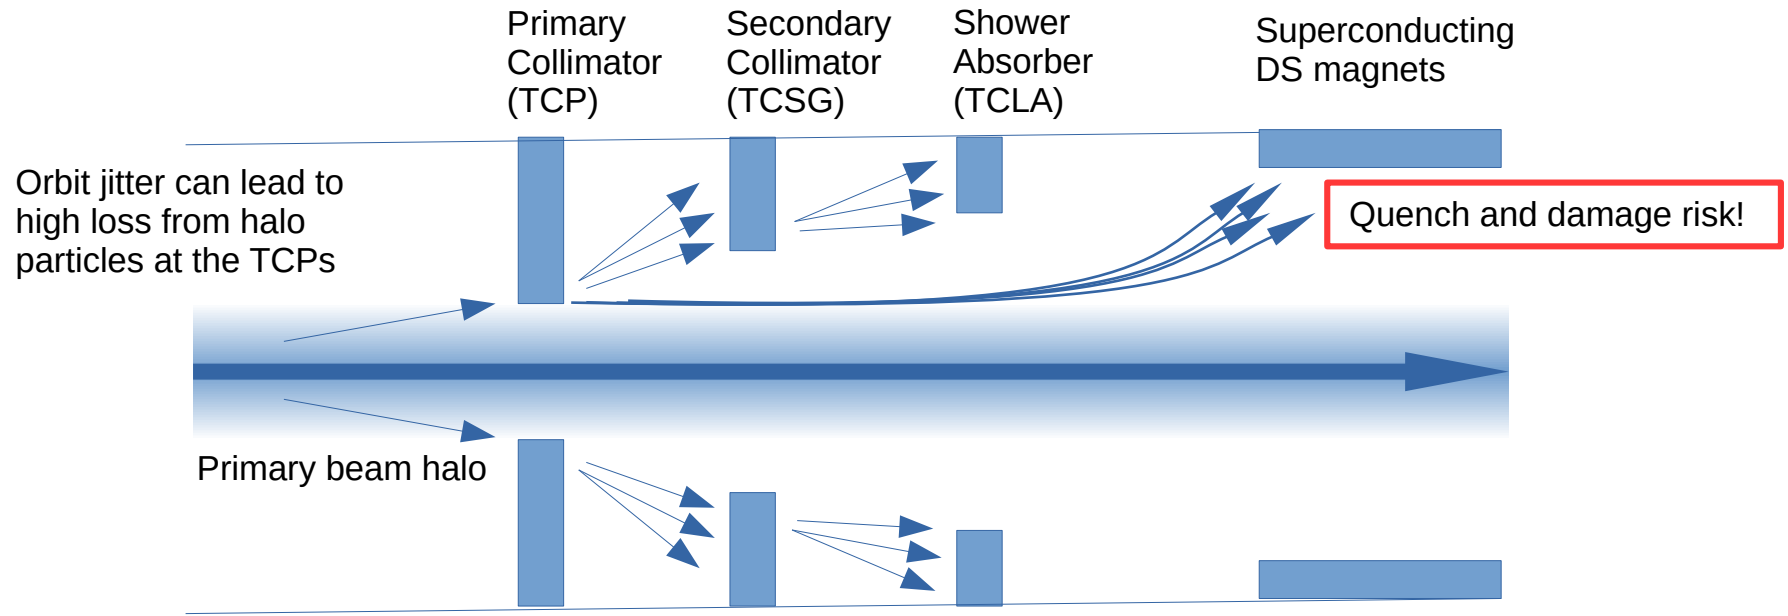 Primary
Collimator
(TCP)
Secondary
Collimator
(TCSG)
Shower
Absorber
(TCLA)
Superconducting
DS magnets
Orbit jitter can lead to
high loss from halo
particles at the TCPs
Quench and damage risk!
Primary beam halo